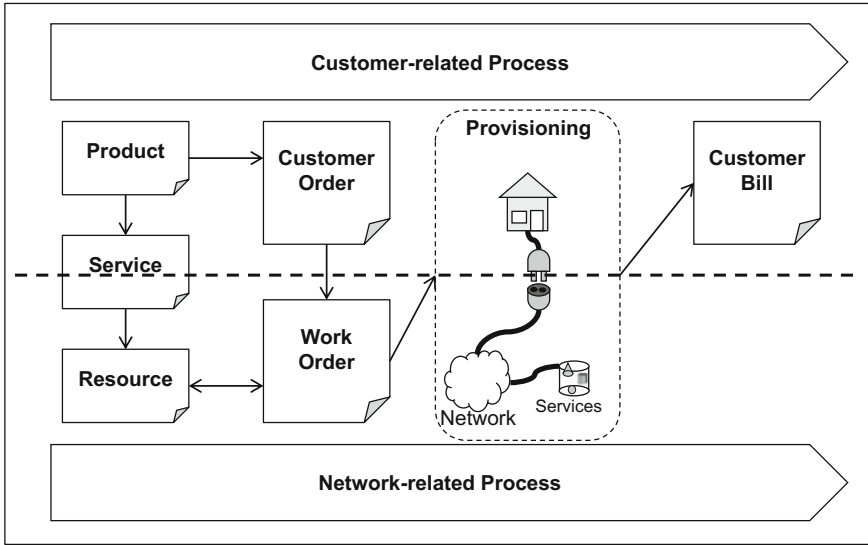 Customer-related Process
Product
Customer
Order
Provisioning
Customer
Bill
Service
Work
Order
Resource
Network
Services
Network-related Process